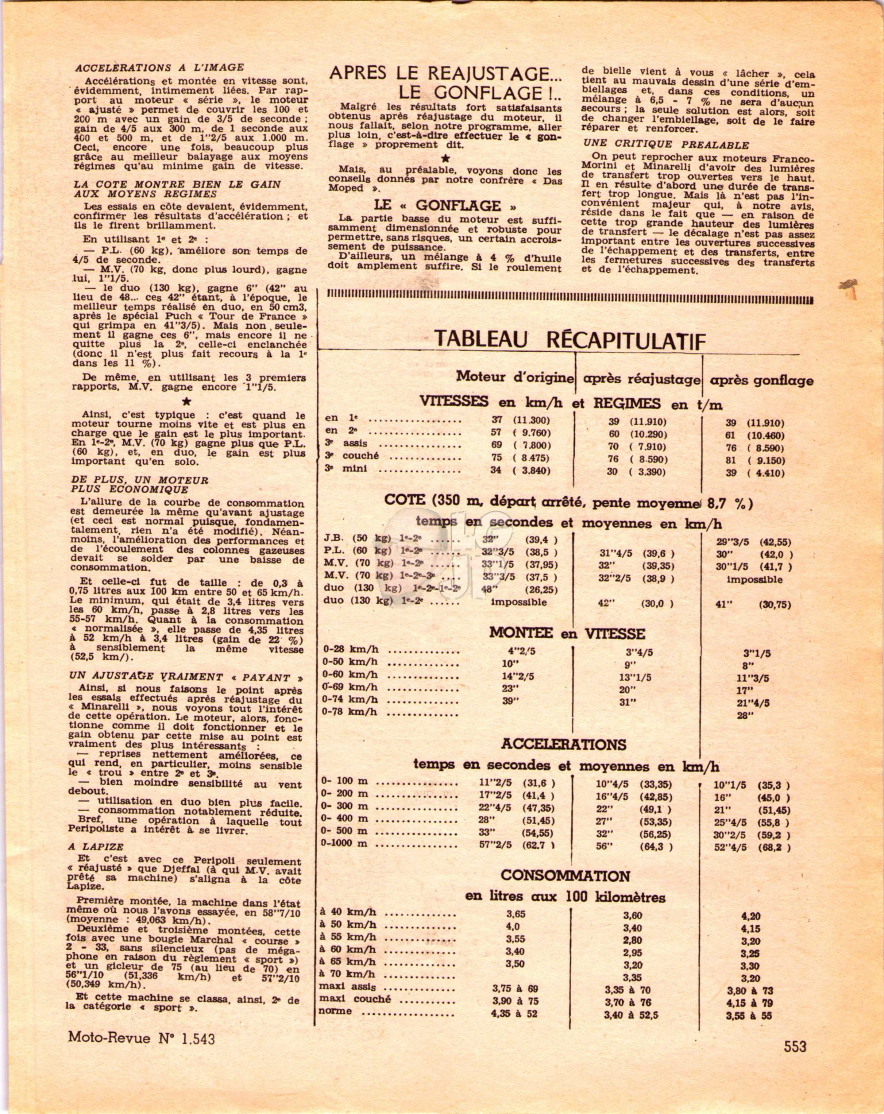 ACCELERATIONS A L'IMAGE
Accélérations et montée en vitesse sont,
évidemment, intimement liées. Par rap-
port au moteur « série », le moteur
« ajusté » permet de couvrir les 100 et
200 m avec un gain de 3/5 de seconde ;
gain de 4/5 aux 300 m, de 1 seconde aux
400 et 500 m, et de 1''2/5 aux 1.000 m.
Ceci, encore une fois, beaucoup plus
grâce au meilleur balayage aux moyens
régimes qu'au minime gain de vitesse.
LA COTE MONTRE BIEN LE GAIN
AUX MOYENS REGIMES
Les essais en côte devaient, évidemment,
confirmer les résultats d'accélération ; et
ils le firent brillamment.
En utilisant 1e et 2e :
— P.L. (60 kg), améliore son temps de
4/5 de seconde.
— M.V. (70 kg, donc plus lourd), gagne
lui, 1''1/5.
— le duo (130 kg), gagne 6'' (42'' au
lieu de 48... ces 42'' étant, à l'époque, le
meilleur temps réalisé en duo, en 50 cm3,
après le spécial Puch « Tour de France »
qui grimpa en 41''3/5). Mais non seule-
ment il gagne ces 6'', mais encore il ne
quitte plus la 2e, celle-ci enclanchée
(donc il n'est plus fait recours à la 1e
dans les 11 %).
De même, en utilisant les 3 premiers
rapports, M.V. gagne encore 1''1/5.
★
Ainsi, c'est typique : c'est quand le
moteur tourne moins vite et est plus en
charge que le gain est le plus important.
En 1e-2e, M.V. (70 kg) gagne plus que P.L.
(60 kg), et, en duo, le gain est plus
important qu'en solo.
DE PLUS, UN MOTEUR
PLUS ECONOMIQUE
L'allure de la courbe de consommation
est demeurée la même qu'avant ajustage
(et ceci est normal puisque, fondamen-
talement, rien n'a été modifié). Néan-
moins, l'amélioration des performances et
de l'écoulement des colonnes gazeuses
devait se solder par une baisse de
consommation.
Et celle-ci fut de taille : de 0,3 à
0,75 litres aux 100 km entre 50 et 65 km/h.
Le minimum, qui était de 3,4 litres vers
les 60 km/h, passe à 2,8 litres vers les
55-57 km/h. Quant à la consommation
« normalisée », elle passe de 4,35 litres
à 52 km/h à 3,4 litres (gain de 22 %)
à sensiblement la même vitesse
(52,5 km/).
UN AJUSTAGE VRAIMENT « PAYANT »
Ainsi, si nous faisons le point après
les essais effectués après réajustage du
« Minarelli », nous voyons tout l'intérêt
de cette opération. Le moteur, alors, fonc-
tionne comme il doit fonctionner et le
gain obtenu par cette mise au point est
vraiment des plus intéressants :
— reprises nettement améliorées, ce
qui rend, en particulier, moins sensible
le « trou » entre 2e et 3e.
— bien moindre sensibilité au vent
debout.
— utilisation en duo bien plus facile.
— consommation notablement réduite.
Bref, une opération à laquelle tout
Peripoliste a intérêt à se livrer.
A LAPIZE
Et c'est avec ce Peripoli seulement
« réajusté » que Djeffal (à qui M.V. avait
prêté sa machine) s'aligna à la côte
Lapize.
Première montée, la machine dans l'état
même où nous l'avons essayée, en 58''7/10
(moyenne : 49,063 km/h).
Deuxième et troisième montées, cette
fois avec une bougie Marchal « course »
2 - 33, sans silencieux (pas de méga-
phone en raison du règlement « sport »)
et un gicleur de 75 (au lieu de 70) en
56''1/10 (51,336 km/h) et 57''2/10
(50,349 km/h).
Et cette machine se classa, ainsi, 2e de
la catégorie « sport ».
APRES LE REAJUSTAGE...
LE GONFLAGE !..
Malgré les résultats fort satisfaisants
obtenus après réajustage du moteur, il
nous fallait, selon notre programme, aller
plus loin, c'est-à-dire effectuer le « gon-
flage » proprement dit.
★
Mais, au préalable, voyons donc les
conseils donnés par notre confrère « Das
Moped ».
LE « GONFLAGE »
La partie basse du moteur est suffi-
samment dimensionnée et robuste pour
permettre, sans risques, un certain accrois-
sement de puissance.
D'ailleurs, un mélange à 4 % d'huile
doit amplement suffire. Si le roulement
de bielle vient à vous « lâcher », cela
tient au mauvais dessin d'une série d'em-
biellages et, dans ces conditions, un
mélange à 6,5 - 7 % ne sera d'aucun
secours ; la seule solution est alors, soit
de changer l'embiellage, soit de le faire
réparer et renforcer.
UNE CRITIQUE PREALABLE
On peut reprocher aux moteurs Franco-
Morini et Minarelli d'avoir des lumières
de transfert trop ouvertes vers le haut.
Il en résulte d'abord une durée de trans-
fert trop longue. Mais là n'est pas l'in-
convénient majeur qui, à notre avis,
réside dans le fait que — en raison de
cette trop grande hauteur des lumières
de transfert — le décalage n'est pas assez
important entre les ouvertures successives
de l'échappement et des transferts, entre
les fermetures successives des transferts
et de l'échappement.
TABLEAU RÉCAPITULATIF
Moteur d'origine après réajustage après gonflage
VITESSES en km/h et REGIMES en t/m
en 1e .................. 37 (11.300) 39 (11.910) 39 (11.910)
en 2e .................. 57 ( 9.760) 60 (10.290) 61 (10.460)
3e assis ................ 69 ( 7.800) 70 ( 7.910) 76 ( 8.590)
3e couché .............. 75 ( 8.475) 76 ( 8.590) 81 ( 9.150)
3e mini ................ 34 ( 3.840) 30 ( 3.390) 39 ( 4.410)
COTE (350 m, départ arrêté, pente moyenne 8,7 %)
temps en secondes et moyennes en km/h
J.B. (50 kg) 1e-2e ...... 32'' (39,4 ) 29''3/5 (42,55)
P.L. (60 kg) 1e-2e ...... 32''3/5 (38,5 ) 31''4/5 (39,6 ) 30'' (42,0 )
M.V. (70 kg) 1e-2e ...... 33''1/5 (37,95) 32'' (39,35) 30''1/5 (41,7 )
M.V. (70 kg) 1e-2e-3e .... 33''3/5 (37,5 ) 32''2/5 (38,9 ) impossible
duo (130 kg) 1e-2e-1e-2e 48'' (26,25)
duo (130 kg) 1e-2e ...... impossible 42'' (30,0 ) 41'' (30,75)
MONTEE en VITESSE
0-28 km/h ............... 4''2/5 3''4/5 3''1/5
0-50 km/h ............... 10'' 9'' 8''
0-60 km/h ............... 14''2/5 13''1/5 11''3/5
0-69 km/h ............... 23'' 20'' 17''
0-74 km/h ............... 39'' 31'' 21''4/5
0-78 km/h ............... 28''
ACCELERATIONS
temps en secondes et moyennes en km/h
0- 100 m ................ 11''2/5 (31,6 ) 10''4/5 (33,35) 10''1/5 (35,3 )
0- 200 m ................ 17''2/5 (41,4 ) 16''4/5 (42,85) 16'' (45,0 )
0- 300 m ................ 22''4/5 (47,35) 22'' (49,1 ) 21'' (51,45)
0- 400 m ................ 28'' (51,45) 27'' (53,35) 25''4/5 (55,8 )
0- 500 m ................ 33'' (54,55) 32'' (56,25) 30''2/5 (59,2 )
0-1000 m ................ 57''2/5 (62.7 ) 56'' (64,3 ) 52''4/5 (68,2 )
CONSOMMATION
en litres aux 100 kilomètres
à 40 km/h .............. 3,65 3,60 4,20
à 50 km/h .............. 4,0 3,40 4,15
à 55 km/h .............. 3,55 2,80 3,20
à 60 km/h .............. 3,40 2,95 3,25
à 65 km/h .............. 3,50 3,20 3,30
à 70 km/h .............. 3,35 3,20
maxi assis .............. 3,75 à 69 3,35 à 70 3,80 à 73
maxi couché ............ 3,90 à 75 3,70 à 76 4,15 à 79
norme .................. 4,35 à 52 3,40 à 52,5 3,55 à 55
Moto-Revue N° 1.543
553